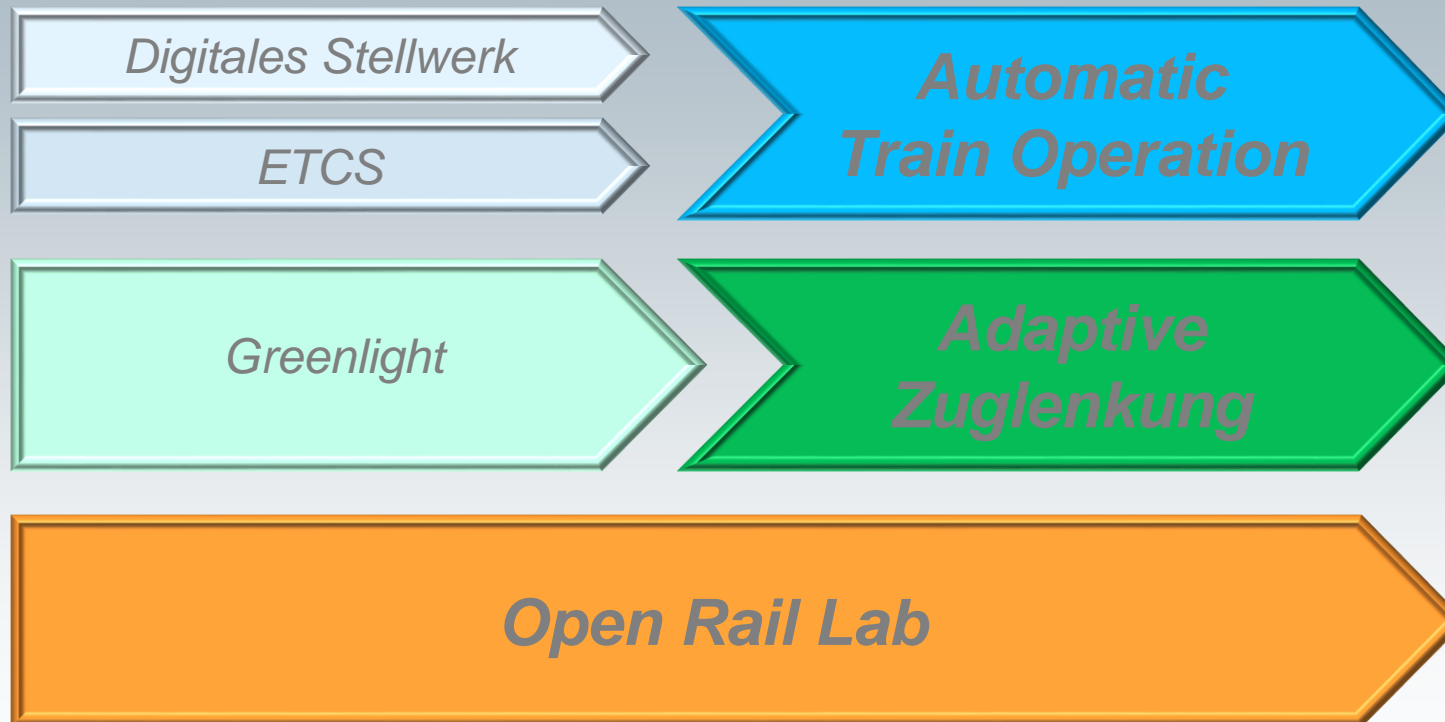 Digitales Stellwerk
ETCS
Automatic
Train Operation
Greenlight
Adaptive
Zuglenkung
Open Rail Lab